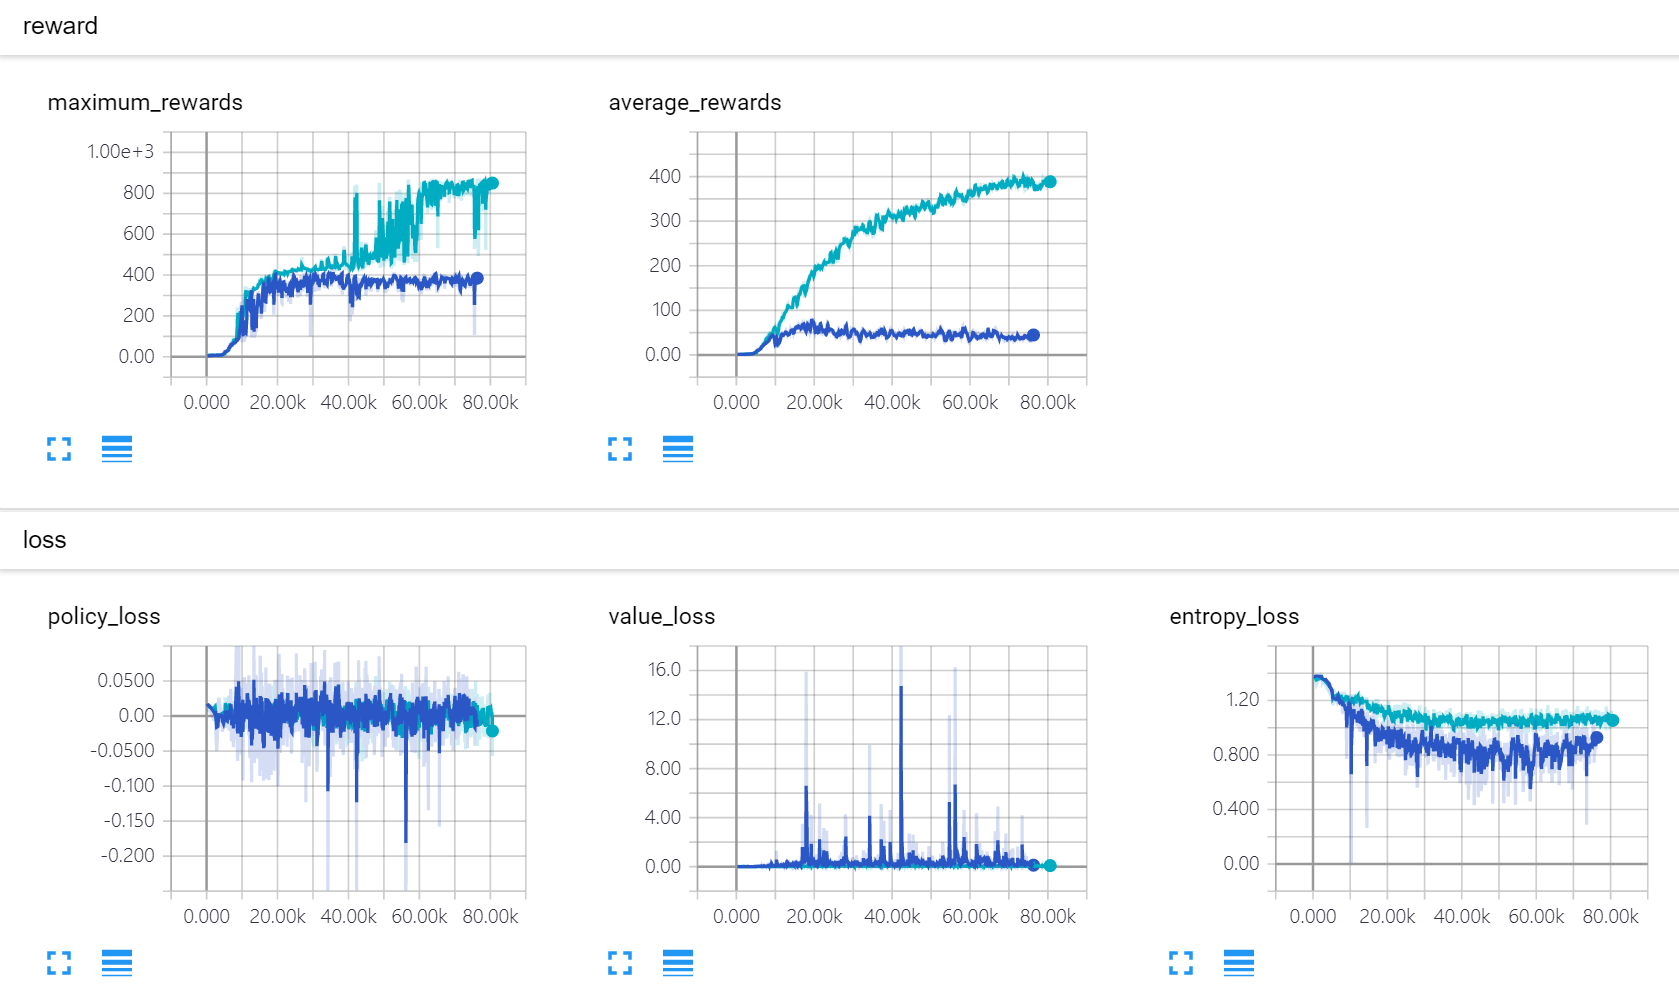 reward
maximum_rewards
average_rewards
1.00e+3
800
600
400
200
0.00
0.000 20.00k 40.00k 60.00k 80.00k
400
300
200
100
0.00
0.000 20.00k 40.00k 60.00k 80.00k
loss
policy_loss
value_loss
entropy_loss
0.0500
0.00
-0.0500
-0.100
-0.150
-0.200
0.000 20.00k 40.00k 60.00k 80.00k
16.0
12.0
8.00
4.00
0.00
0.000 20.00k 40.00k 60.00k 80.00k
1.20
0.800
0.400
0.00
0.000 20.00k 40.00k 60.00k 80.00k